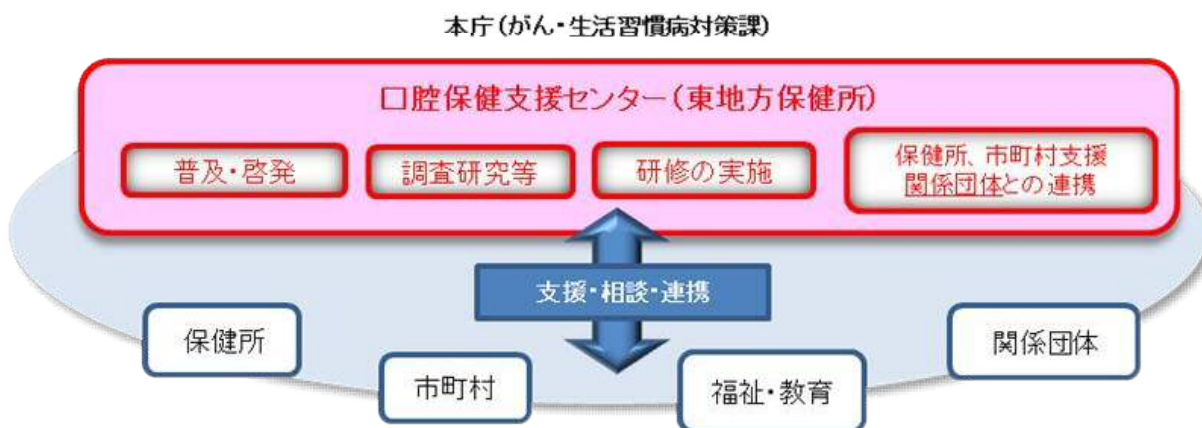 本庁(がん・生活習慣病対策課)
口腔保健支援センター(東地方保健所)
普及・啓発
調査研究等
研修の実施
保健所、市町村支援
関係団体との連携
支援・相談・連携
保健所
市町村
福祉・教育
関係団体